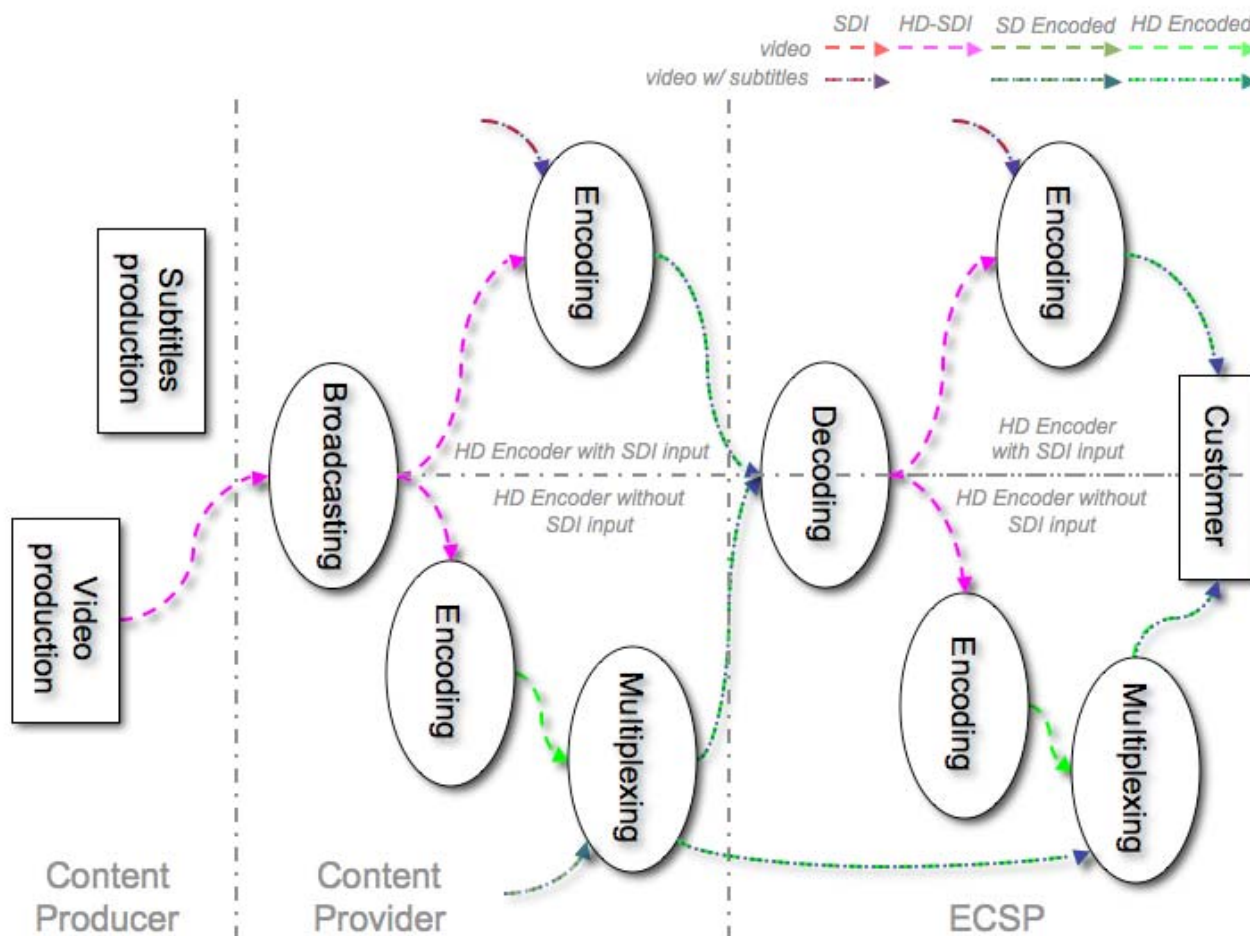 SDI HD-SDI SD Encoded HD Encoded
video
video w/ subtitles
Subtitles
production
Video
production
Broadcasting
Encoding
HD Encoder with SDI input
HD Encoder without
SDI input
Encoding
Multiplexing
Decoding
Encoding
HD Encoder
with SDI input
HD Encoder without
SDI input
Encoding
Multiplexing
Customer
Content
Producer
Content
Provider
ECSP